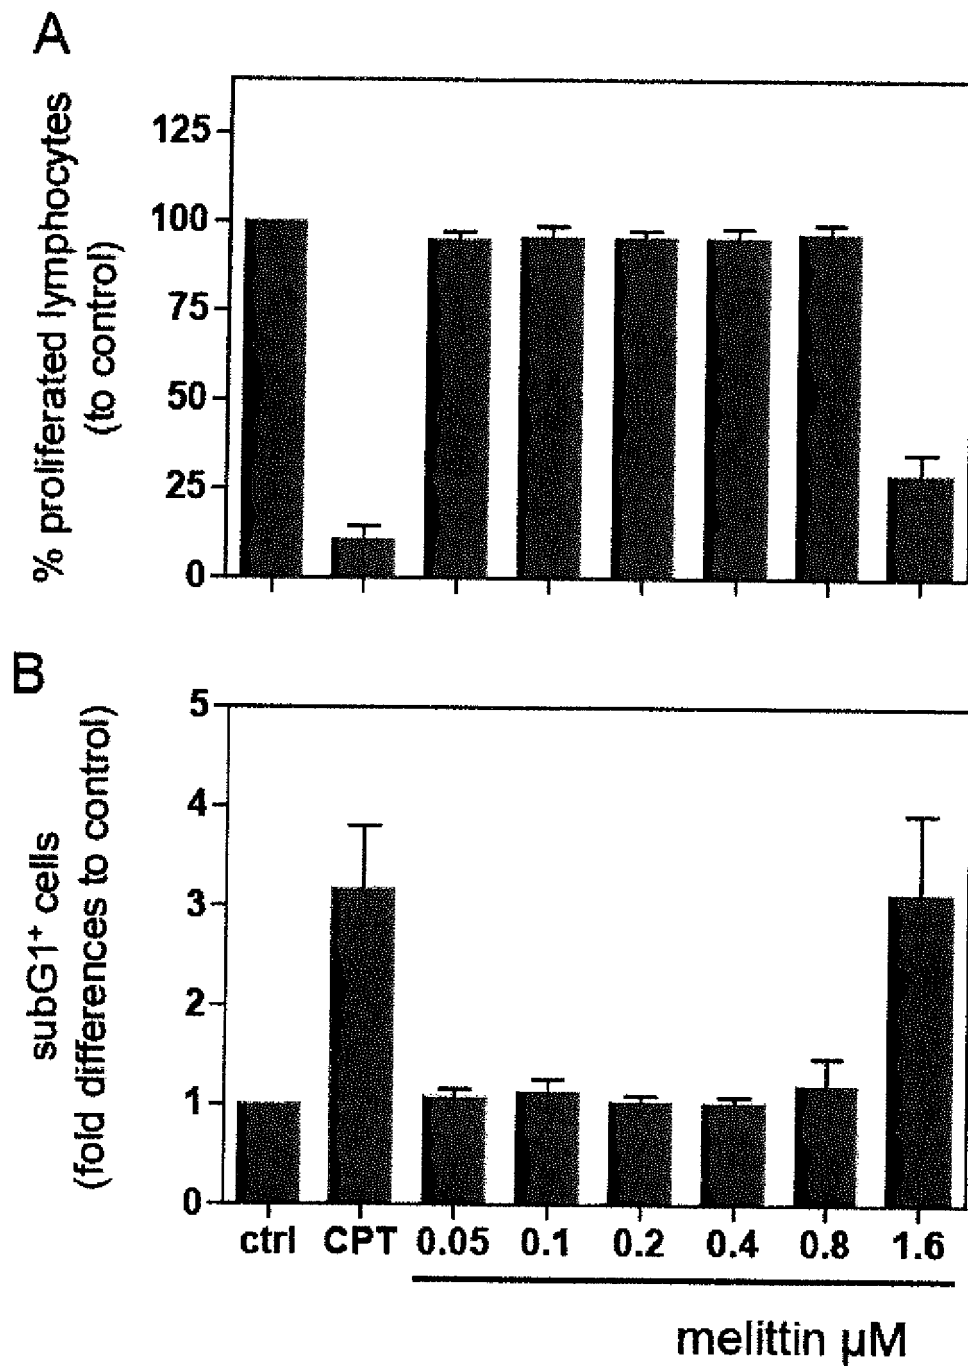 A
% proliferated lymphocytes
(to control)
125
100
75
50
25
0
B
subG1⁺ cells
(fold differences to control)
5
4
3
2
1
0
ctrl CPT 0.05 0.1 0.2 0.4 0.8 1.6
melittin µM